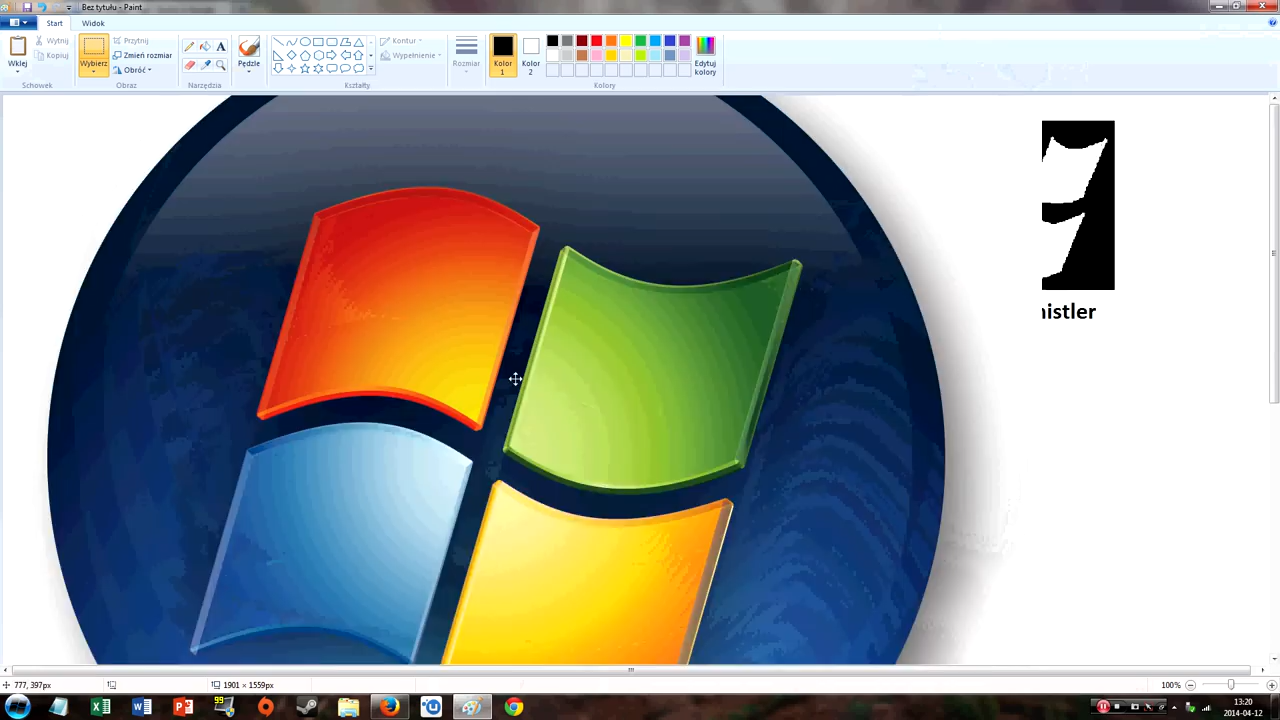 Bez tytułu - Paint
Start Widok
Wklej
Wytnij
Kopiuj
Schowek
Wybierz
Przytnij
Zmień rozmiar
Obróć
Obraz
A
Narzędzia
Pędzle
Kształty
Kontur
Wypełnienie
Rozmiar
Kolor 1
Kolor 2
Edytuj kolory
Kolory
histler
777, 397px
1901 × 1559px
100%
99
13:20
2014-04-12